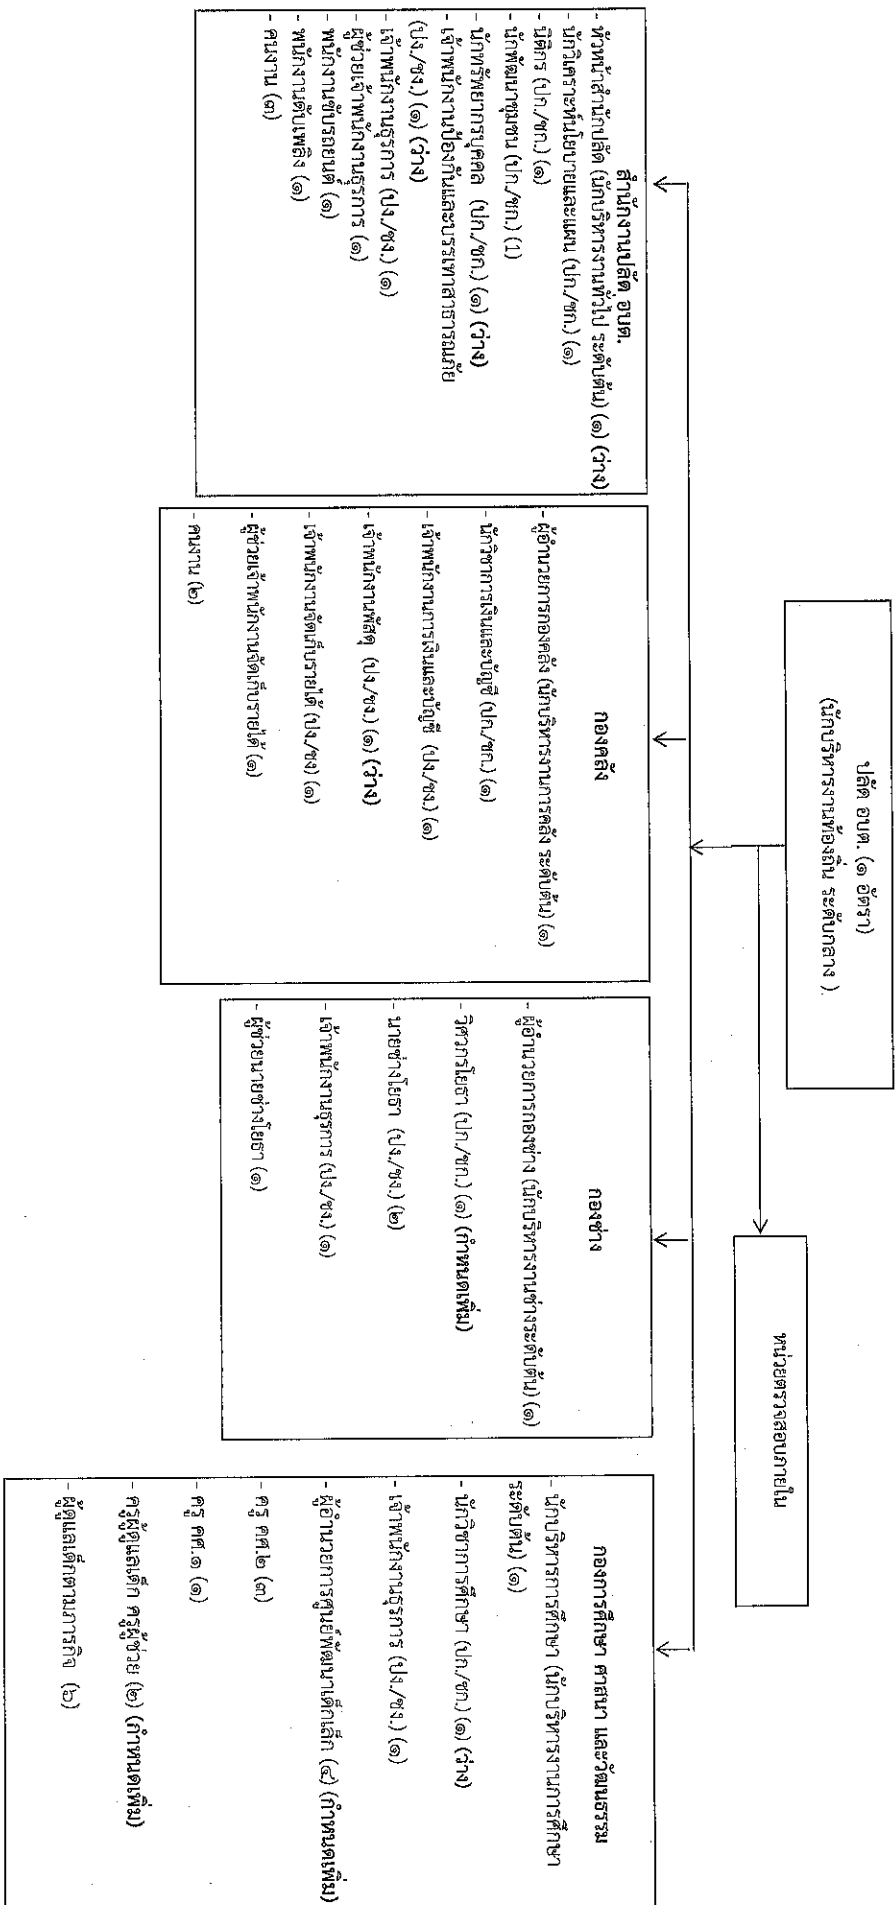 ปลัด อบต. (๑ อัตรา)
(นักบริหารงานท้องถิ่น ระดับกลาง ).
หน่วยตรวจสอบภายใน
สำนักงานปลัด อบต.
- หัวหน้าสำนักปลัด (นักบริหารงานทั่วไป ระดับต้น) (๑) (ว่าง)
- นักวิเคราะห์นโยบายและแผน (ปก./ชก.) (๑)
- นิติกร (ปก./ชก.) (๑)
- นักพัฒนาชุมชน (ปก./ชก.) (1)
- นักทรัพยากรบุคคล (ปก./ชก.) (๑) (ว่าง)
เจ้าพนักงานป้องกันและบรรเทาสาธารณภัย
(ปง./ชง.) (๑) (ว่าง)
- เจ้าพนักงานธุรการ (ปง./ชง.) (๑)
- ผู้ช่วยเจ้าพนักงานธุรการ (๑)
- พนักงานขับรถยนต์ (๑)
- พนักงานดับเพลิง (๑)
- คนงาน (๓)
กองคลัง
- ผู้อำนวยการกองคลัง (นักบริหารงานการคลัง ระดับต้น) (๑)
- นักวิชาการเงินและบัญชี (ปก./ชก.) (๑)
- เจ้าพนักงานการเงินและบัญชี (ปง./ชง.) (๑)
- เจ้าพนักงานพัสดุ (ปง./ชง.) (๑) (ว่าง)
- เจ้าพนักงานจัดเก็บรายได้ (ปง./ชง) (๑)
- ผู้ช่วยเจ้าพนักงานจัดเก็บรายได้ (๑)
- คนงาน (๒)
กองช่าง
- ผู้อำนวยการกองช่าง (นักบริหารงานช่างระดับต้น) (๑)
- วิศวกรโยธา (ปก./ชก.) (๑) (กำหนดเพิ่ม)
- นายช่างโยธา (ปง./ชง.) (๒)
- เจ้าพนักงานธุรการ (ปง./ชง.) (๑)
- ผู้ช่วยนายช่างโยธา (๑)
กองการศึกษา ศาสนา และวัฒนธรรม
- นักบริหารการศึกษา (นักบริหารงานการศึกษา
ระดับต้น) (๑)
- นักวิชาการศึกษา (ปก./ชก.) (๑) (ว่าง)
- เจ้าพนักงานธุรการ (ปง./ชง.) (๑)
- ผู้อำนวยการศูนย์พัฒนาเด็กเล็ก (๔) (กำหนดเพิ่ม)
- ครู คศ.๒ (๓)
- ครู คศ.๑ (๑)
- ครูผู้ดูแลเด็ก ครูผู้ช่วย (๒) (กำหนดเพิ่ม)
- ผู้ดูแลเด็กตามภารกิจ (๖)